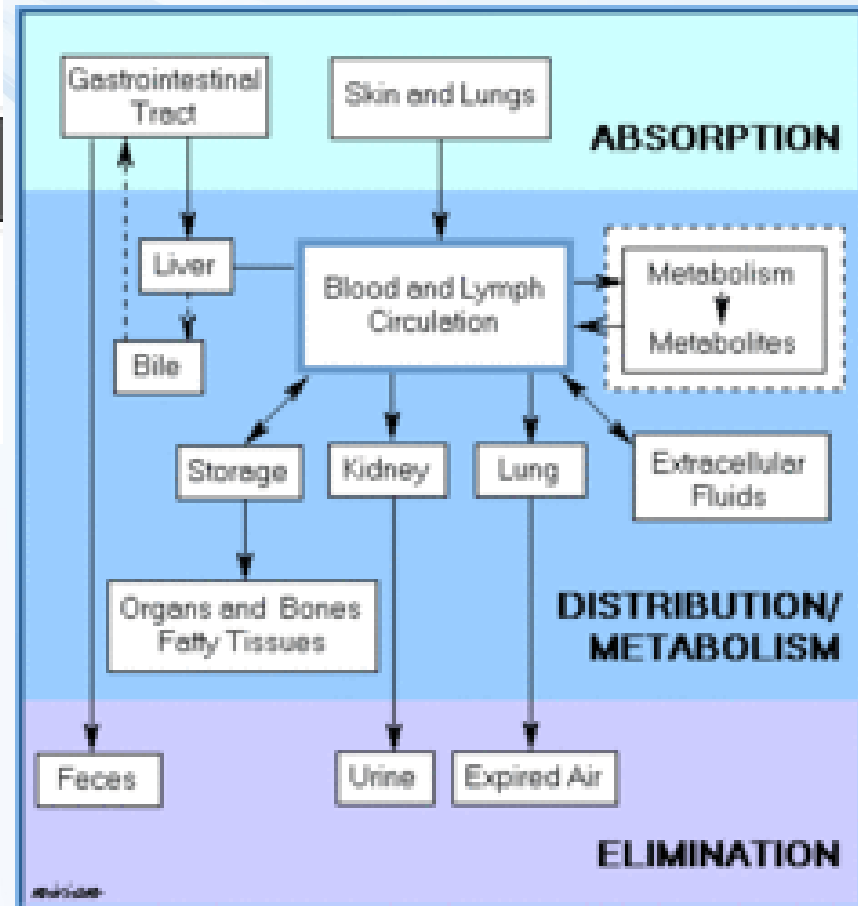 Gastrointestinal
Tract
Skin and Lungs
ABSORPTION
Liver
Blood and Lymph
Circulation
Metabolism
Metabolites
Bile
Storage
Kidney
Lung
Extracellular
Fluids
Organs and Bones
Fatty Tissues
DISTRIBUTION/
METABOLISM
Feces
Urine
Expired Air
ELIMINATION